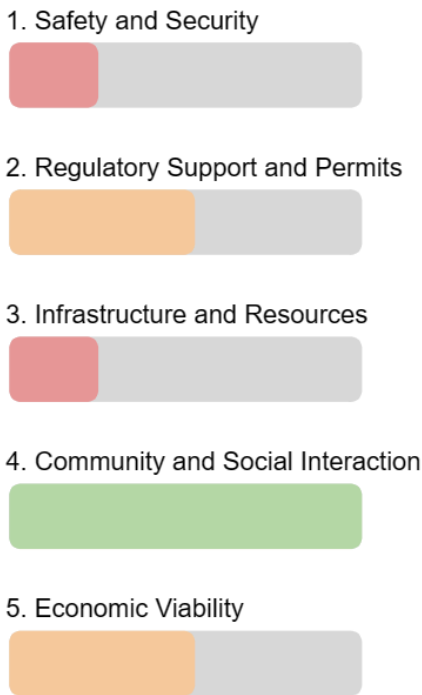 1. Safety and Security
2. Regulatory Support and Permits
3. Infrastructure and Resources
4. Community and Social Interaction
5. Economic Viability